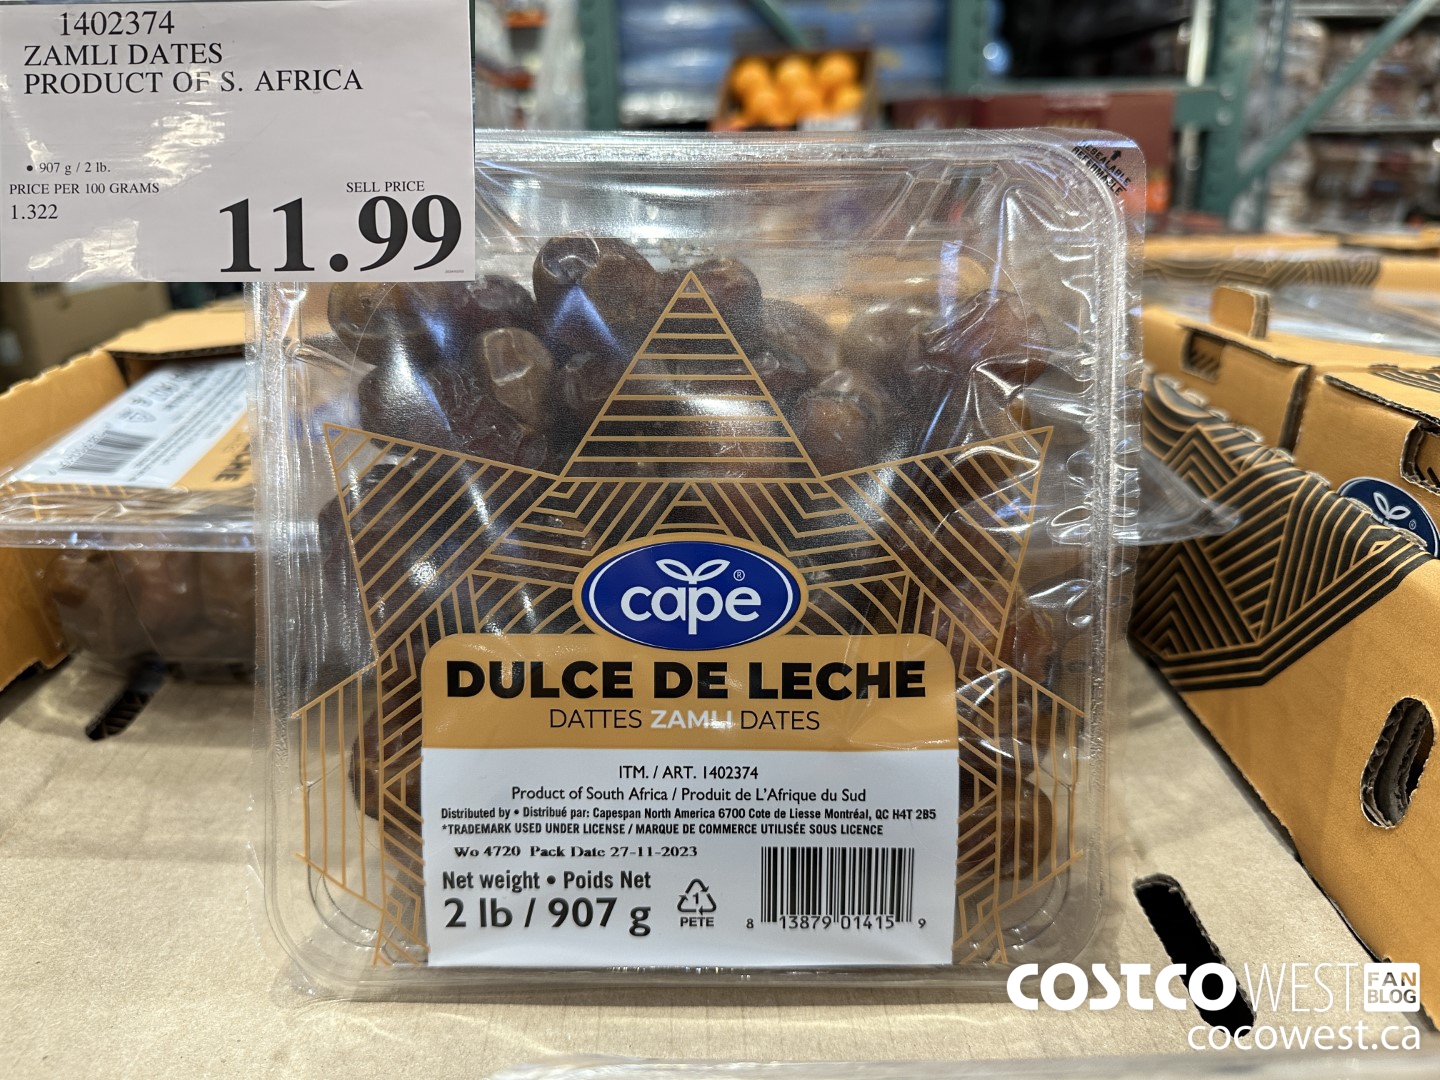 1402374
ZAMLI DATES
PRODUCT OF S. AFRICA
• 907 g / 2 lb.
PRICE PER 100 GRAMS
1.322
SELL PRICE
11.99
RESEALABLE
REFERMABLE
cape®
DULCE DE LECHE
DATTES ZAMLI DATES
ITM. / ART. 1402374
Product of South Africa / Produit de L'Afrique du Sud
Distributed by • Distribué par: Capespan North America 6700 Cote de Liesse Montréal, QC H4T 2B5
*TRADEMARK USED UNDER LICENSE / MARQUE DE COMMERCE UTILISÉE SOUS LICENCE
Wo 4720 Pack Date 27-11-2023
Net weight • Poids Net
2 lb / 907 g
1
PETE
8 13879 01415 9
COSTCO WEST FAN BLOG
cocowest.ca